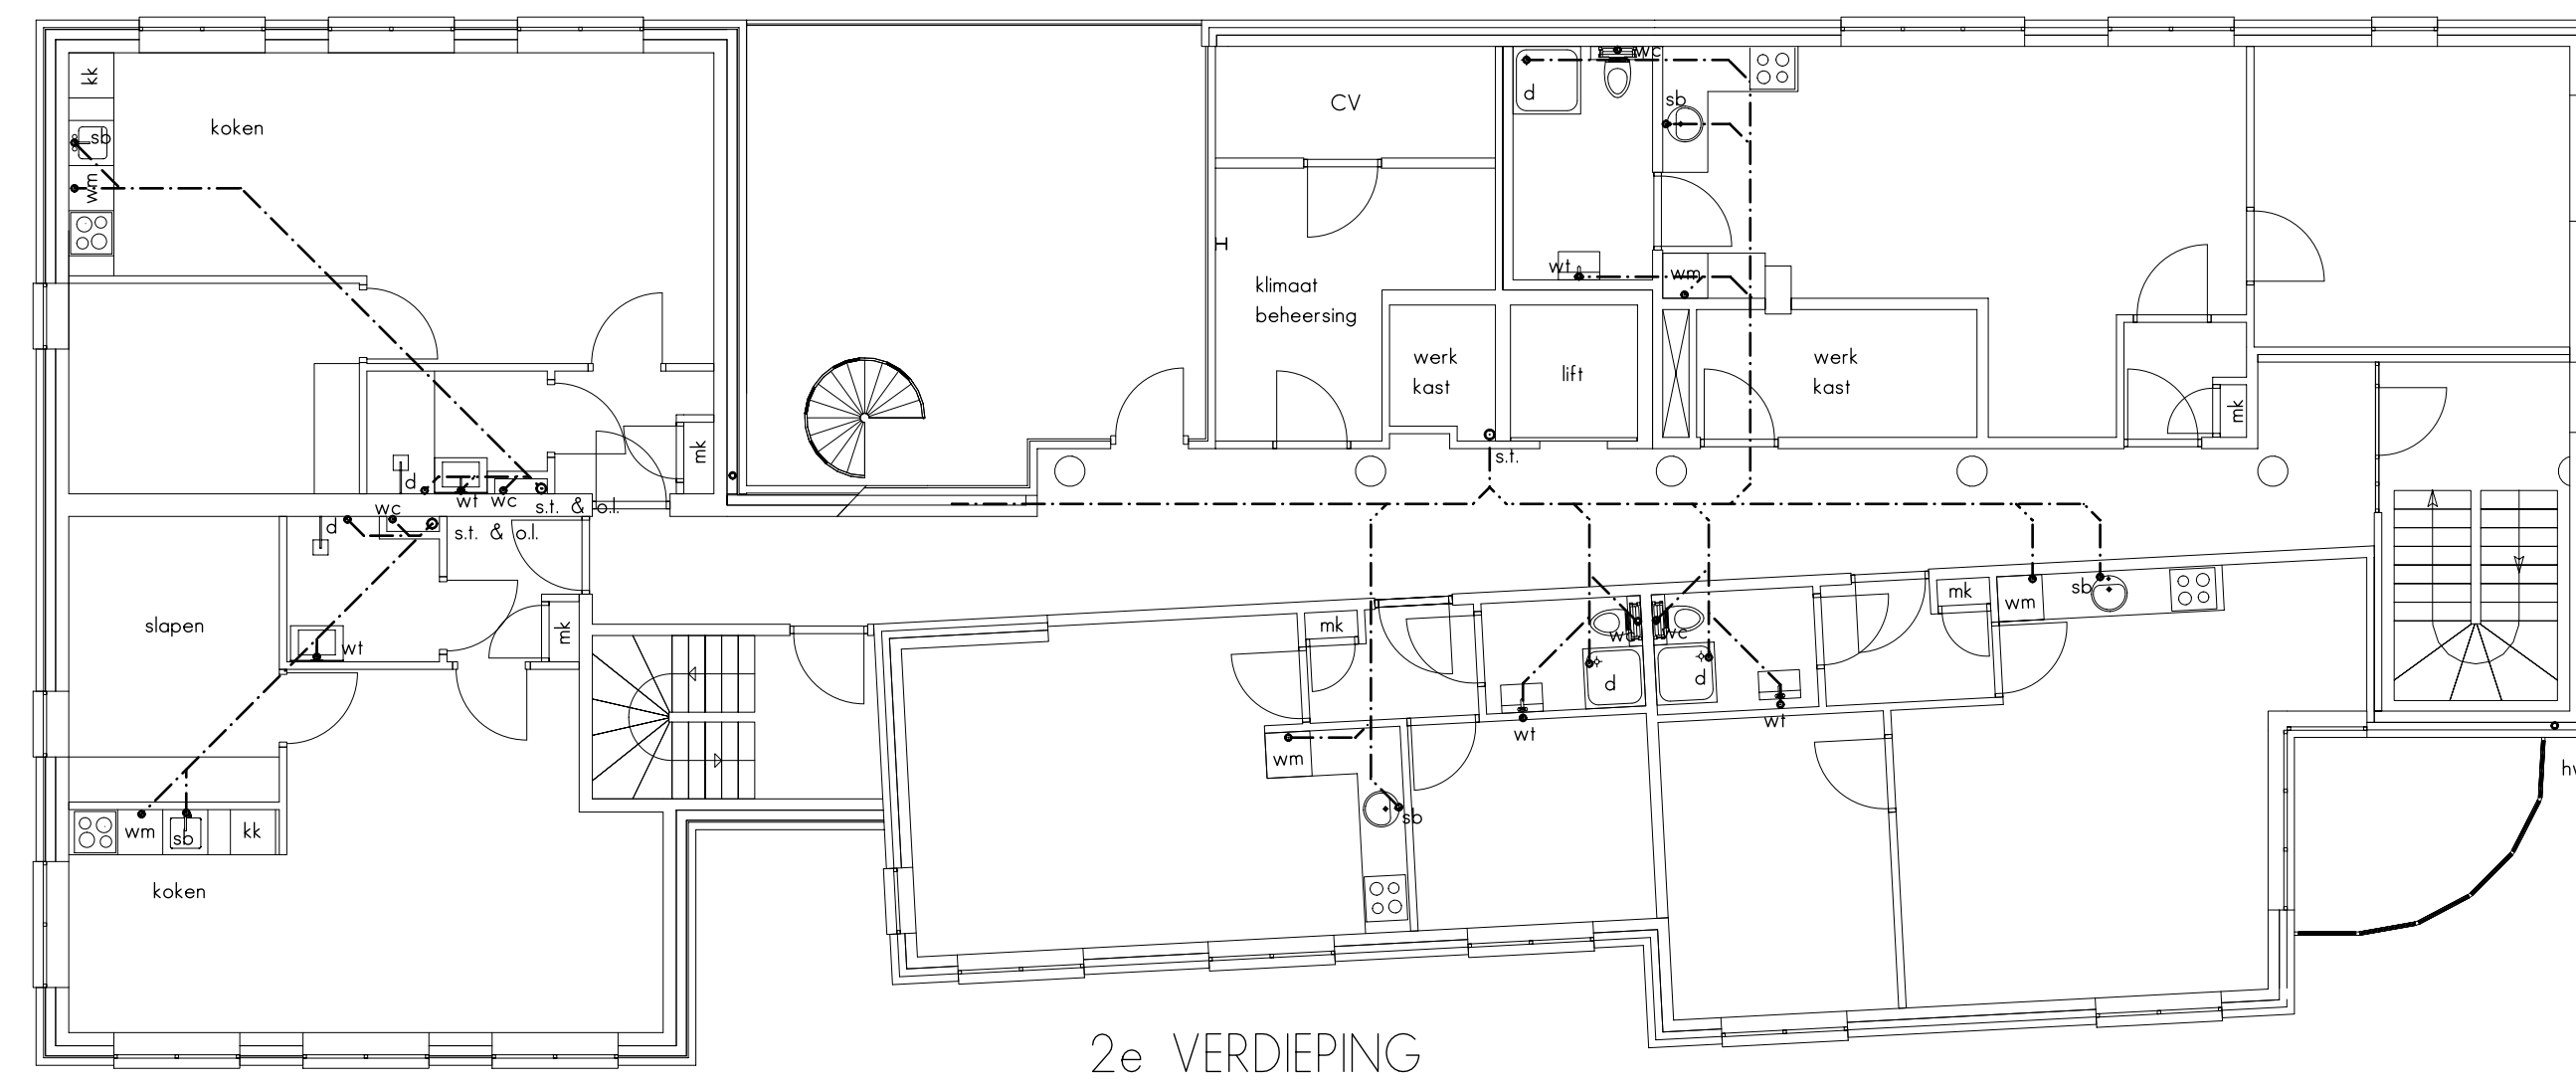 kk
koken
sb
wm
d
wt
wc
s.t. & o.l.
mk
CV
klimaat
beheersing
werk
kast
lift
s.t.
d
wc
sb
wt
wm
werk
kast
mk
d
wc
s.t. & o.l.
slapen
wt
mk
wm
sb
kk
koken
mk
wm
sb
wc
d
wt
wc
d
wt
mk
wm
sb
2e VERDIEPING